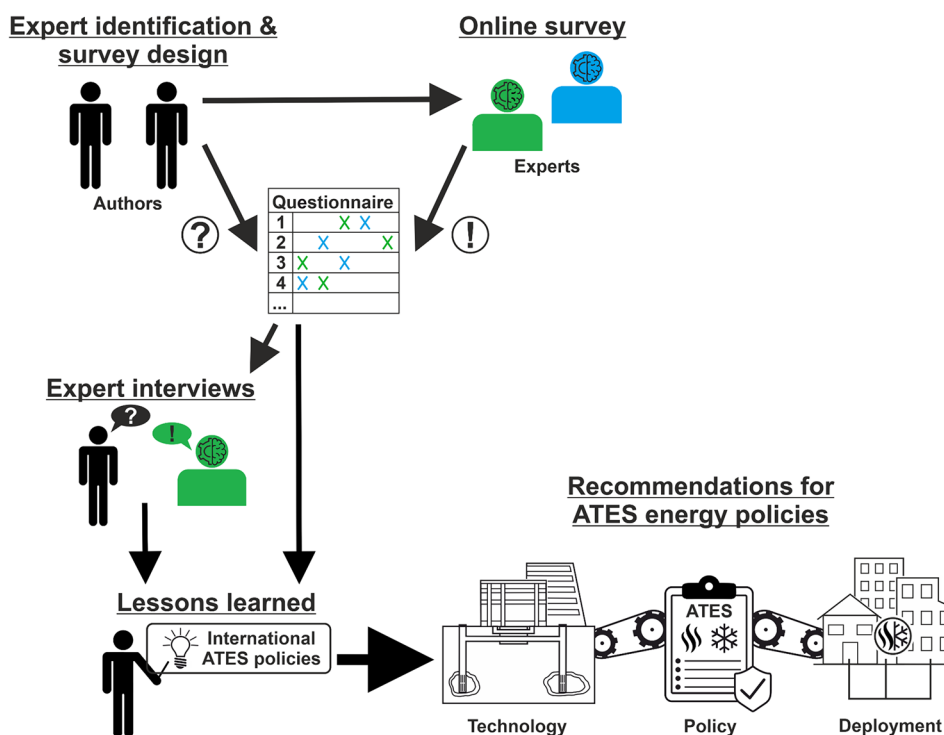 Expert identification &
survey design
Online survey
Authors
Experts
?
Questionnaire
!
1 X X
2 X X
3 X X
4 X X
...
Expert interviews
?
!
Recommendations for
ATES energy policies
Lessons learned
International
ATES policies
ATES
Technology
Policy
Deployment